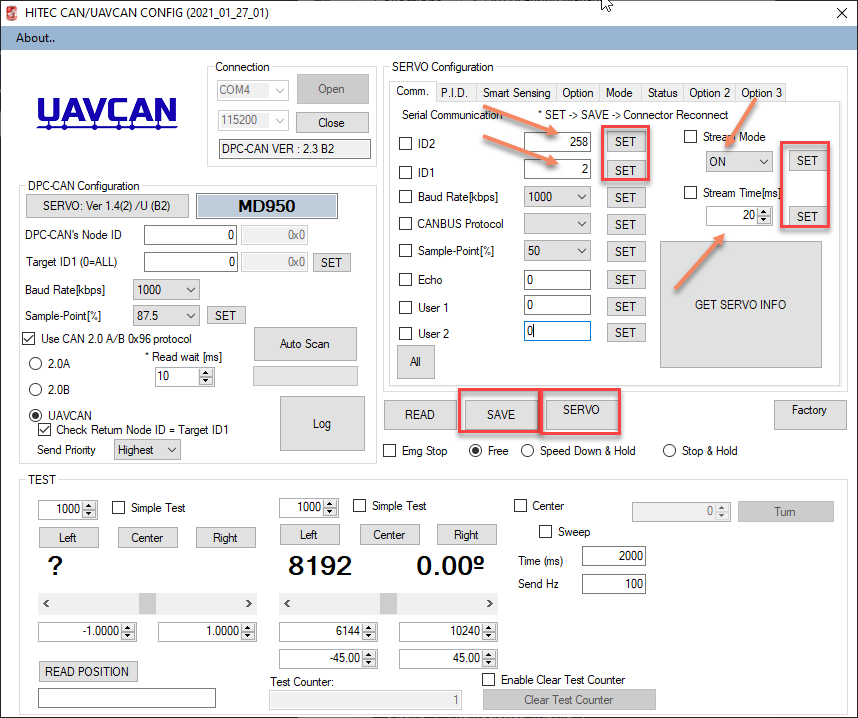 HITEC CAN/UAVCAN CONFIG (2021_01_27_01)
About..
UAVCAN
Connection
COM4 Open
115200 Close
DPC-CAN VER : 2.3 B2
DPC-CAN Configuration
SERVO: Ver 1.4(2) /U (B2) MD950
DPC-CAN's Node ID 0 0x0
Target ID1 (0=ALL) 0 0x0 SET
Baud Rate[kbps] 1000
Sample-Point[%] 87.5 SET
Use CAN 2.0 A/B 0x96 protocol
2.0A
* Read wait [ms]
10
2.0B
UAVCAN
Check Return Node ID = Target ID1
Send Priority Highest
Auto Scan
Log
SERVO Configuration
Comm. P.I.D. Smart Sensing Option Mode Status Option 2 Option 3
Serial Communication * SET -> SAVE -> Connector Reconnect
ID2 258 SET
ID1 2 SET
Baud Rate[kbps] 1000 SET
CANBUS Protocol SET
Sample-Point[%] 50 SET
Echo 0 SET
User 1 0 SET
User 2 0 SET
All
Stream Mode
ON SET
Stream Time[ms]
20 SET
GET SERVO INFO
READ SAVE SERVO Factory
Emg Stop Free Speed Down & Hold Stop & Hold
TEST
1000 Simple Test
Left Center Right
?
< >
-1.0000 1.0000
READ POSITION
1000 Simple Test
Left Center Right
8192 0.00º
< >
6144 10240
-45.00 45.00
Test Counter: 1
Center 0 Turn
Sweep
Time (ms) 2000
Send Hz 100
Enable Clear Test Counter
Clear Test Counter